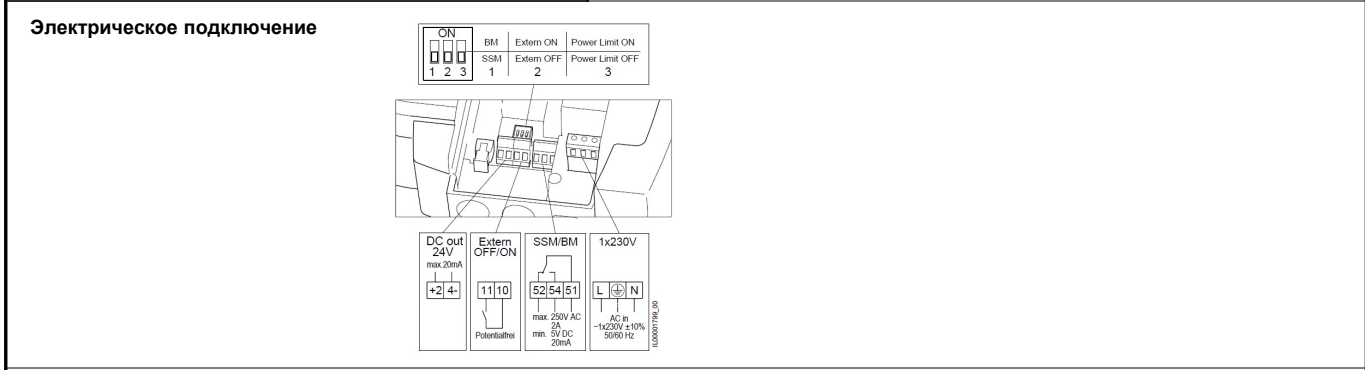 Электрическое подключение
ON
BM Extern ON Power Limit ON
SSM Extern OFF Power Limit OFF
1 2 3 1 2 3
DC out
24V
max.20mA
+2 4-
Extern
OFF/ON
11 10
Potentialfrei
SSM/BM
52 54 51
max. 250V AC
2A
min. 5V DC
20mA
1x230V
L N
AC in
~1x230V ±10%
50/60 Hz
IL00001799_00